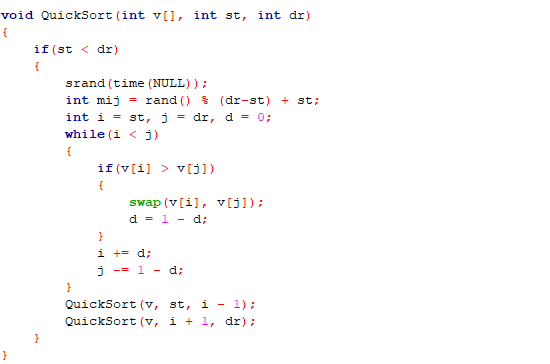 void QuickSort(int v[], int st, int dr)
{
    if(st < dr)
    {
        srand(time(NULL));
        int mij = rand() % (dr-st) + st;
        int i = st, j = dr, d = 0;
        while(i < j)
        {
            if(v[i] > v[j])
            {
                swap(v[i], v[j]);
                d = 1 - d;
            }
            i += d;
            j -= 1 - d;
        }
        QuickSort(v, st, i - 1);
        QuickSort(v, i + 1, dr);
    }
}